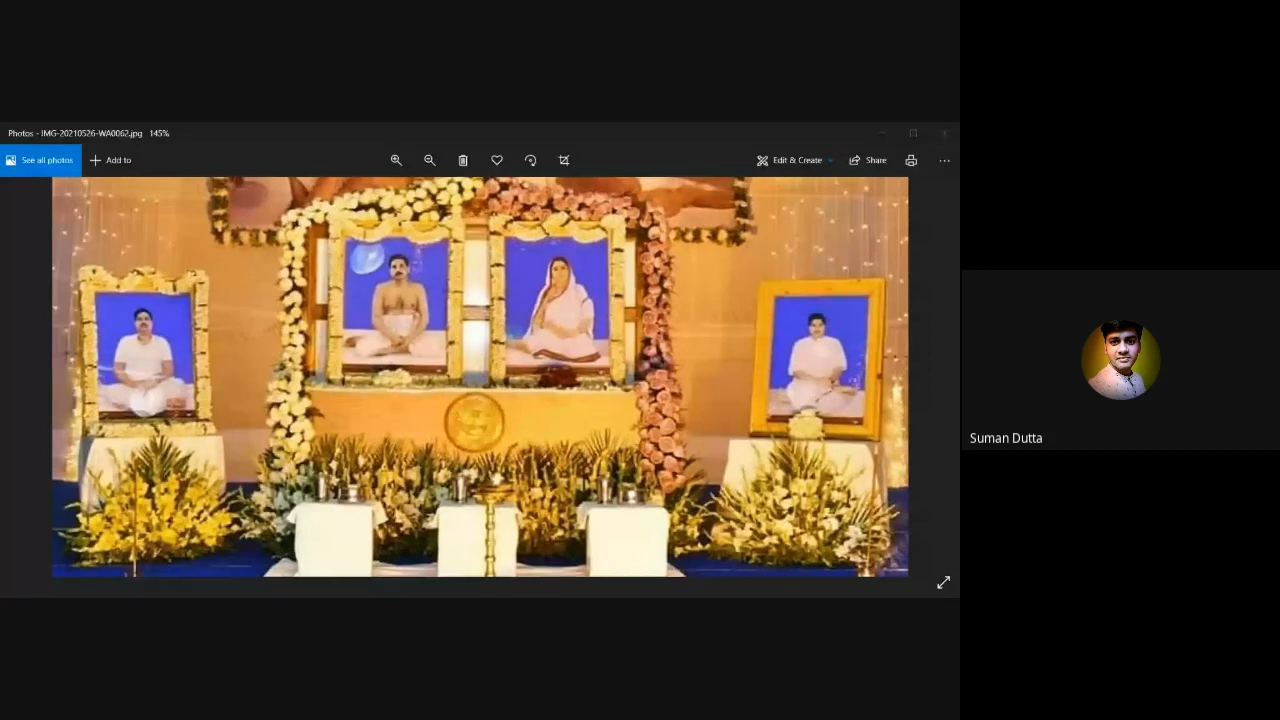 Photos - IMG-20210526-WA0062.jpg 145%
See all photos
Add to
Edit & Create
Share
Suman Dutta